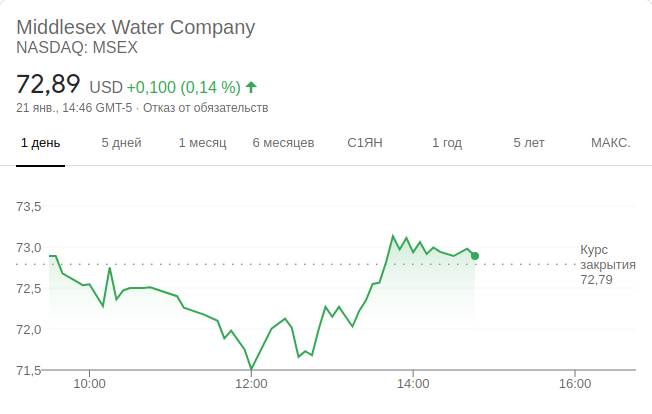 Middlesex Water Company
NASDAQ: MSEX
72,89 USD +0,100 (0,14 %)
21 янв., 14:46 GMT-5 · Отказ от обязательств
1 день 5 дней 1 месяц 6 месяцев С1ЯН 1 год 5 лет МАКС.
73,5
73,0
72,5
72,0
71,5
Курс
закрытия
72,79
10:00 12:00 14:00 16:00